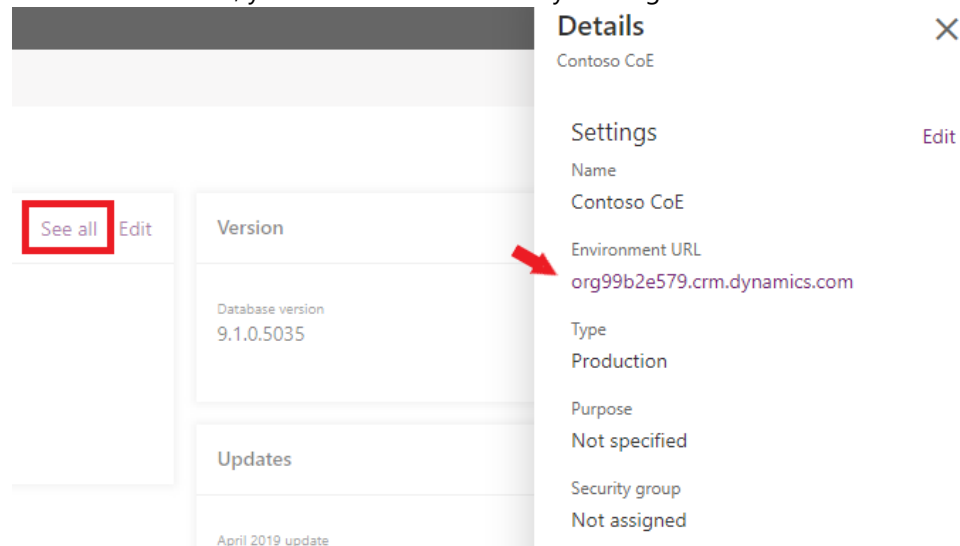 Details
Contoso CoE
Settings
Edit
Name
Contoso CoE
See all Edit
Version
Environment URL
org99b2e579.crm.dynamics.com
Database version
9.1.0.5035
Type
Production
Purpose
Not specified
Updates
Security group
Not assigned
April 2019 update